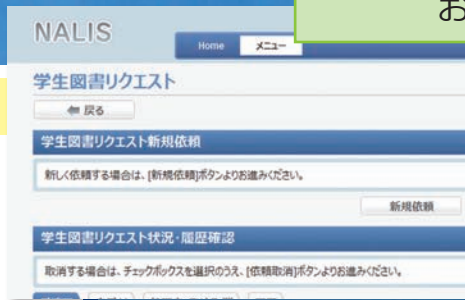 お
NALIS
Home メニュー
学生図書リクエスト
戻る
学生図書リクエスト新規依頼
新しく依頼する場合は、[新規依頼]ボタンよりお進みください。
新規依頼
学生図書リクエスト状況・履歴確認
取消する場合は、チェックボックスを選択のうえ、[依頼取消]ボタンよりお進みください。